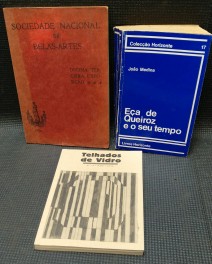 SOCIEDADE NACIONAL
DE
BELAS-ARTES
Colecção Horizonte
17
João Medina
Eça de
Queiroz
e o seu tempo
Livros Horizonte
Telhados
de Vidro